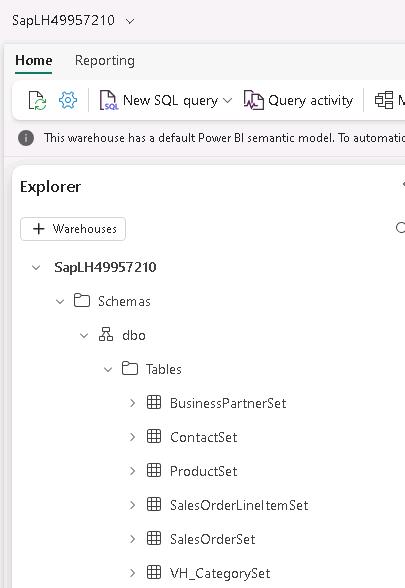 SapLH49957210
Home Reporting
New SQL query Query activity M
This warehouse has a default Power BI semantic model. To automatic
Explorer
+ Warehouses
SapLH49957210
Schemas
dbo
Tables
BusinessPartnerSet
ContactSet
ProductSet
SalesOrderLineItemSet
SalesOrderSet
VH_CategorySet